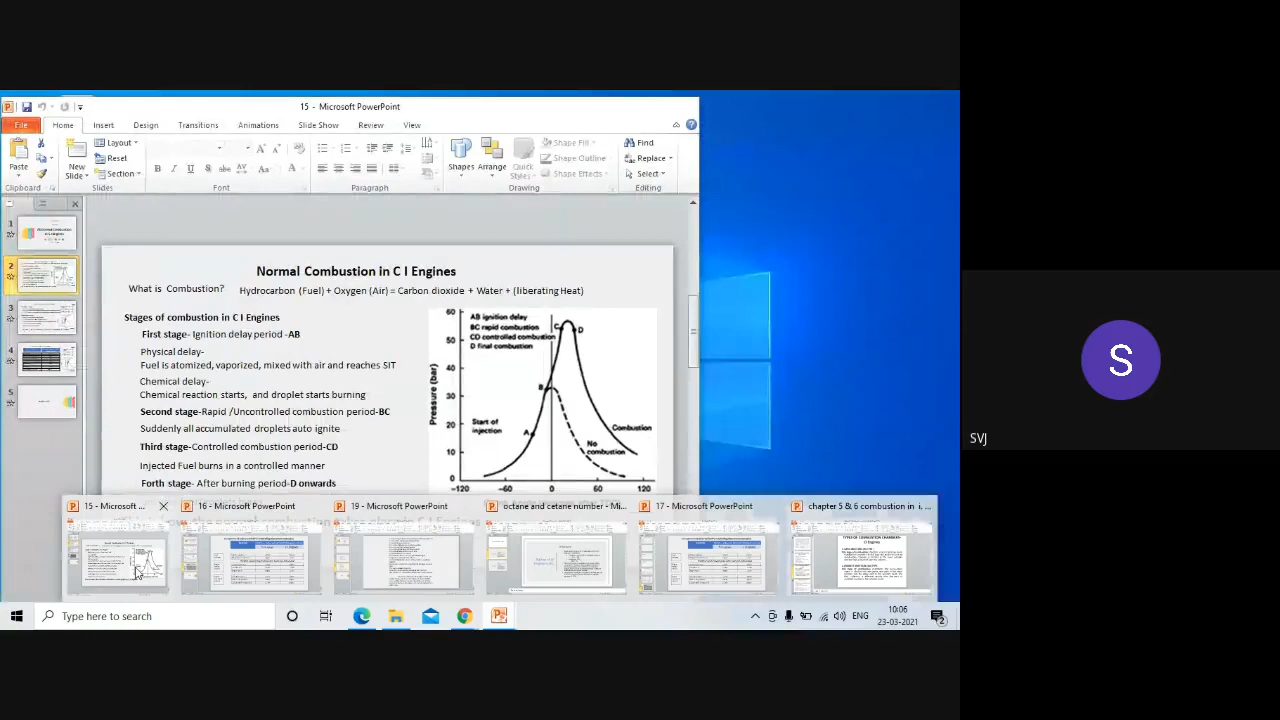 15 - Microsoft PowerPoint
File Home Insert Design Transitions Animations Slide Show Review View
Paste
New Slide
Layout
Reset
Section
Shapes
Arrange
Quick Styles
Shape Fill
Shape Outline
Shape Effects
Find
Replace
Select
Clipboard Slides Font Paragraph Drawing Editing
1
2
3
4
5
Normal Combustion in C I Engines
What is Combustion? Hydrocarbon (Fuel) + Oxygen (Air) = Carbon dioxide + Water + (liberating Heat)
Stages of combustion in C I Engines
First stage- Ignition delay period -AB
Physical delay-
Fuel is atomized, vaporized, mixed with air and reaches SIT
Chemical delay-
Chemical reaction starts, and droplet starts burning
Second stage-Rapid /Uncontrolled combustion period-BC
Suddenly all accumulated droplets auto ignite
Third stage-Controlled combustion period-CD
Injected Fuel burns in a controlled manner
Forth stage- After burning period-D onwards
AB ignition delay
BC rapid combustion
CD controlled combustion
D final combustion
Pressure (bar)
60
50
40
30
20
10
0
-120 -60 0 60 120
A
B
C
D
Start of
injection
Combustion
No
combustion
15 - Microsoft ...
16 - Microsoft PowerPoint
19 - Microsoft PowerPoint
octane and cetane number - Mi...
17 - Microsoft PowerPoint
chapter 5 & 6 combustion in i, ...
Type here to search
ENG
10:06
23-03-2021
2
S
SVJ